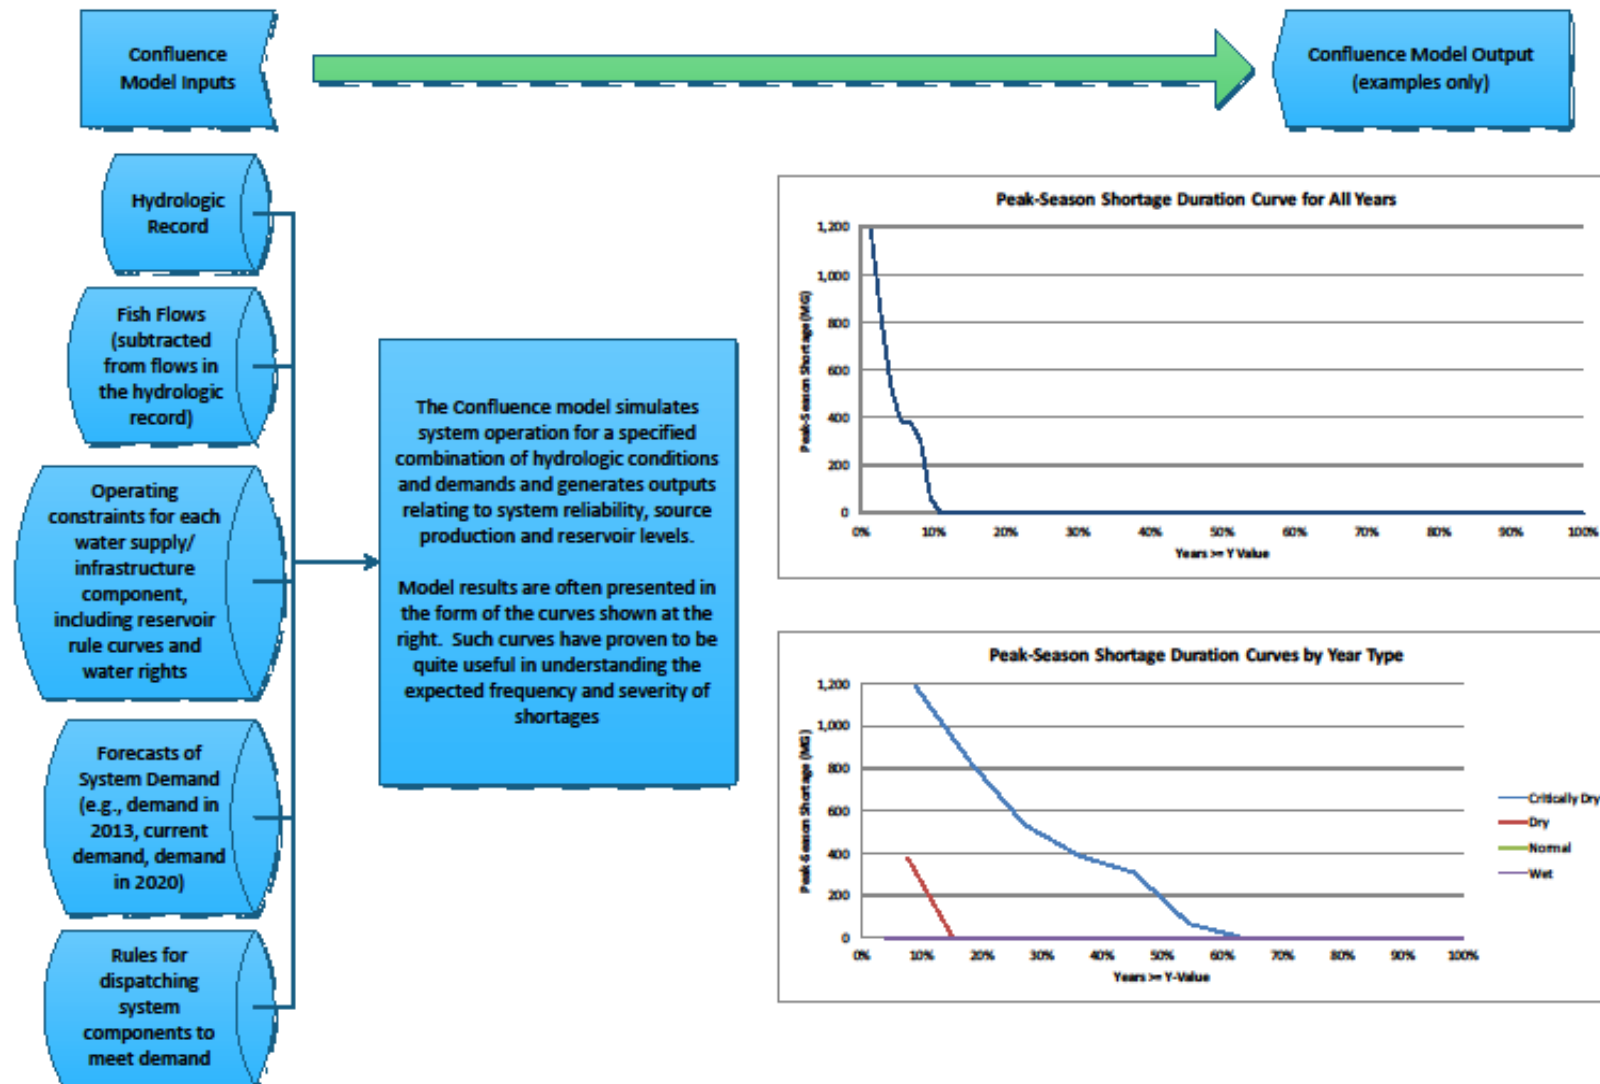 Confluence
Model Inputs
Confluence Model Output
(examples only)
Hydrologic
Record
Fish Flows
(subtracted
from flows in
the hydrologic
record)
Operating
constraints for each
water supply/
infrastructure
component,
including reservoir
rule curves and
water rights
Forecasts of
System Demand
(e.g., demand in
2013, current
demand, demand
in 2020)
Rules for
dispatching
system
components to
meet demand
The Confluence model simulates
system operation for a specified
combination of hydrologic conditions
and demands and generates outputs
relating to system reliability, source
production and reservoir levels.
Model results are often presented in
the form of the curves shown at the
right.  Such curves have proven to be
quite useful in understanding the
expected frequency and severity of
shortages
Peak-Season Shortage Duration Curve for All Years
Peak-Season Shortage (MG)
1,200
1,000
800
600
400
200
0
0% 10% 20% 30% 40% 50% 60% 70% 80% 90% 100%
Years >= Y Value
Peak-Season Shortage Duration Curves by Year Type
Peak-Season Shortage (MG)
1,200
1,000
800
600
400
200
0
0% 10% 20% 30% 40% 50% 60% 70% 80% 90% 100%
Years >= Y-Value
Critically Dry
Dry
Normal
Wet